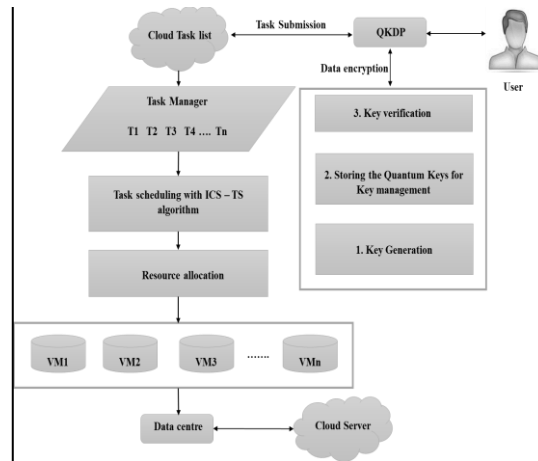 Cloud Task list
Task Submission
QKDP
User
Data encryption
Task Manager
T1 T2 T3 T4 .... Tn
3. Key verification
Task scheduling with ICS – TS
algorithm
2. Storing the Quantum Keys for
Key management
Resource allocation
1. Key Generation
VM1 VM2 VM3 ....... VMn
Data centre
Cloud Server